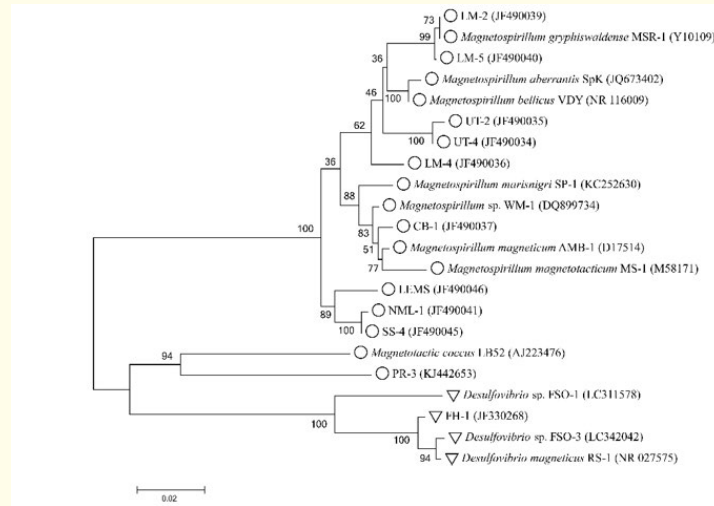 73
LM-2 (JF490039)
99
Magnetospirillum gryphiswaldense MSR-1 (Y10109)
LM-5 (JF490040)
36
Magnetospirillum aberrantis SpK (JQ673402)
46
100
Magnetospirillum bellicus VDY (NR 116009)
UT-2 (JF490035)
62
100
UT-4 (JF490034)
36
LM-4 (JF490036)
Magnetospirillum marisnigri SP-1 (KC252630)
88
Magnetospirillum sp. WM-1 (DQ899734)
100
83
CB-1 (JF490037)
51
Magnetospirillum magneticum AMB-1 (D17514)
77
Magnetospirillum magnetotacticum MS-1 (M58171)
LEMS (JF490046)
89
NML-1 (JF490041)
100
SS-4 (JF490045)
94
Magnetotactic coccus LB52 (AJ223476)
PR-3 (KJ442653)
Desulfovibrio sp. FSO-1 (LC311578)
100
FH-1 (JF330268)
100
Desulfovibrio sp. FSO-3 (LC342042)
94
Desulfovibrio magneticus RS-1 (NR 027575)
0.02